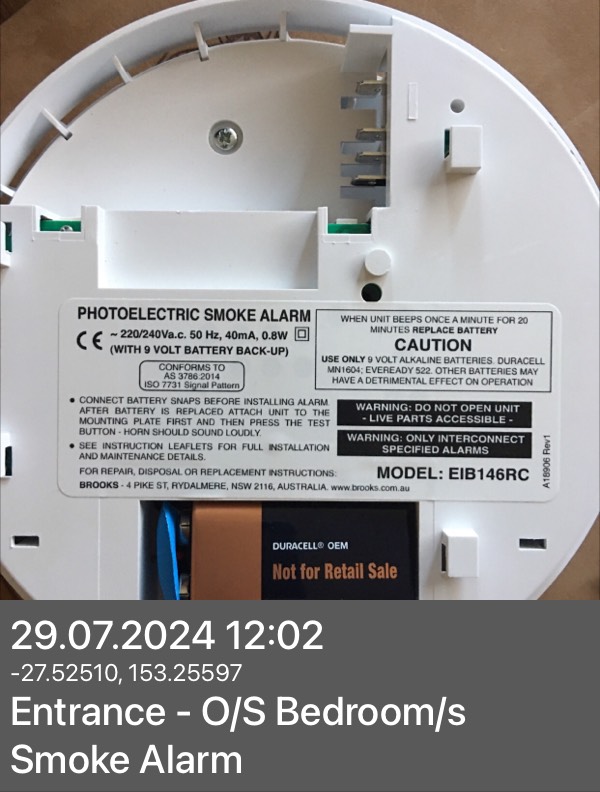 PHOTOELECTRIC SMOKE ALARM
CE ~ 220/240Va.c. 50 Hz, 40mA, 0.8W
(WITH 9 VOLT BATTERY BACK-UP)
CONFORMS TO
AS 3786:2014
ISO 7731 Signal Pattern
WHEN UNIT BEEPS ONCE A MINUTE FOR 20
MINUTES REPLACE BATTERY
CAUTION
USE ONLY 9 VOLT ALKALINE BATTERIES. DURACELL
MN1604; EVEREADY 522. OTHER BATTERIES MAY
HAVE A DETRIMENTAL EFFECT ON OPERATION
• CONNECT BATTERY SNAPS BEFORE INSTALLING ALARM.
AFTER BATTERY IS REPLACED ATTACH UNIT TO THE
MOUNTING PLATE FIRST AND THEN PRESS THE TEST
BUTTON - HORN SHOULD SOUND LOUDLY.
• SEE INSTRUCTION LEAFLETS FOR FULL INSTALLATION
AND MAINTENANCE DETAILS.
WARNING: DO NOT OPEN UNIT
- LIVE PARTS ACCESSIBLE -
WARNING: ONLY INTERCONNECT
SPECIFIED ALARMS
FOR REPAIR, DISPOSAL OR REPLACEMENT INSTRUCTIONS:
BROOKS - 4 PIKE ST, RYDALMERE, NSW 2116, AUSTRALIA. www.brooks.com.au
MODEL: EIB146RC
A18906 Rev1
DURACELL® OEM
Not for Retail Sale
29.07.2024 12:02
-27.52510, 153.25597
Entrance - O/S Bedroom/s
Smoke Alarm